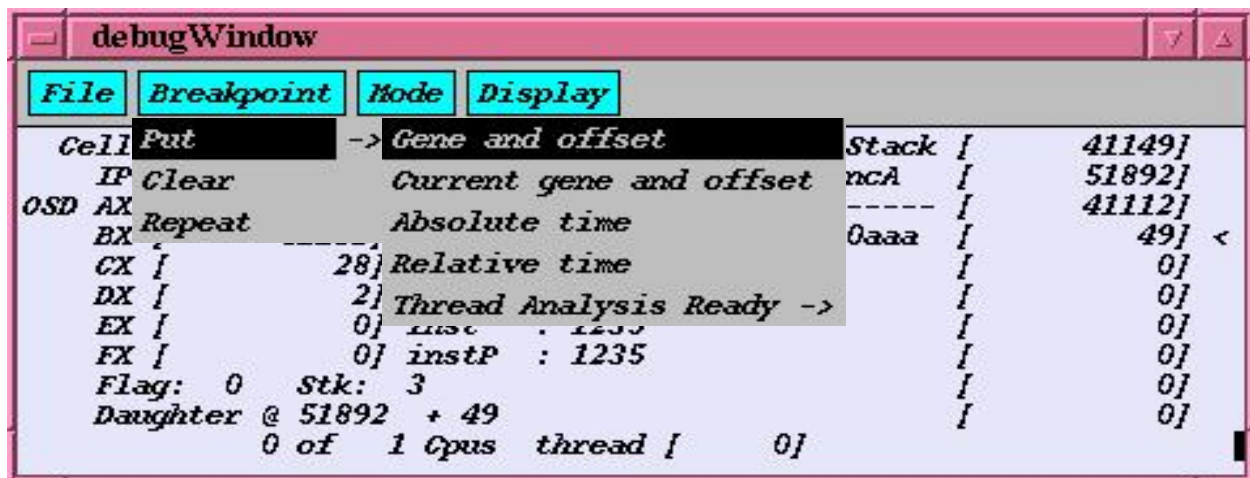 debugWindow
File Breakpoint Mode Display
Cell Put -> Gene and offset Stack [ 41149]
IP Clear Current gene and offset ncA [ 51892]
OSD AX Absolute time ----- [ 41112]
BX Repeat 0aaa [ 49] <
CX [ 28] Relative time [ 0]
DX [ 2] Thread Analysis Ready -> [ 0]
EX [ 0] [ 0]
FX [ 0] instP : 1235 [ 0]
Flag: 0 Stk: 3 [ 0]
Daughter @ 51892 + 49 [ 0]
0 of 1 Cpus thread [ 0]